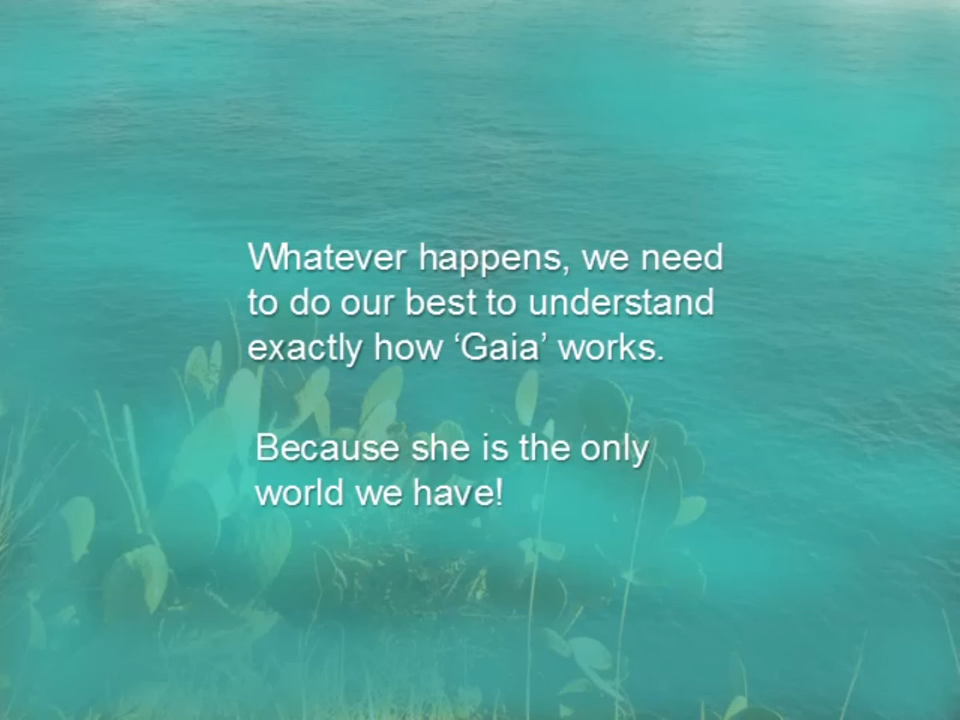 Whatever happens, we need
to do our best to understand
exactly how ‘Gaia’ works.
Because she is the only
world we have!